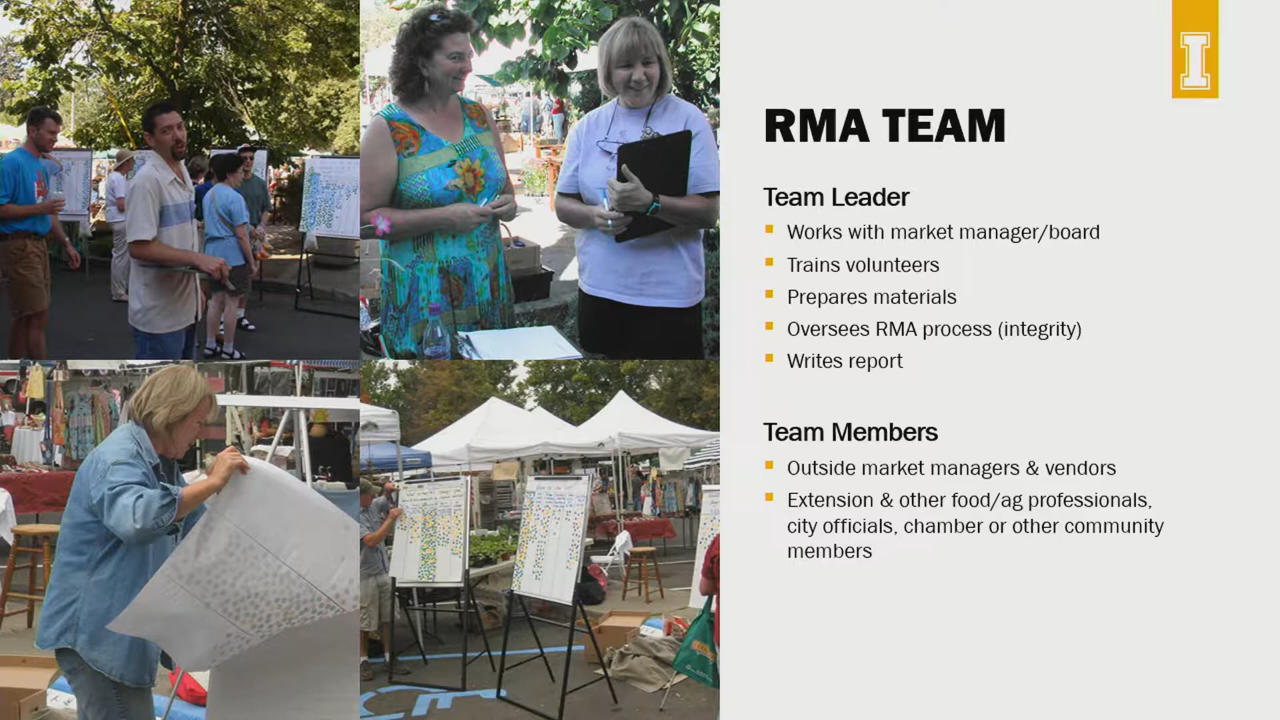 I
RMA TEAM
Team Leader
Works with market manager/board
Trains volunteers
Prepares materials
Oversees RMA process (integrity)
Writes report
Team Members
Outside market managers & vendors
Extension & other food/ag professionals,
city officials, chamber or other community
members